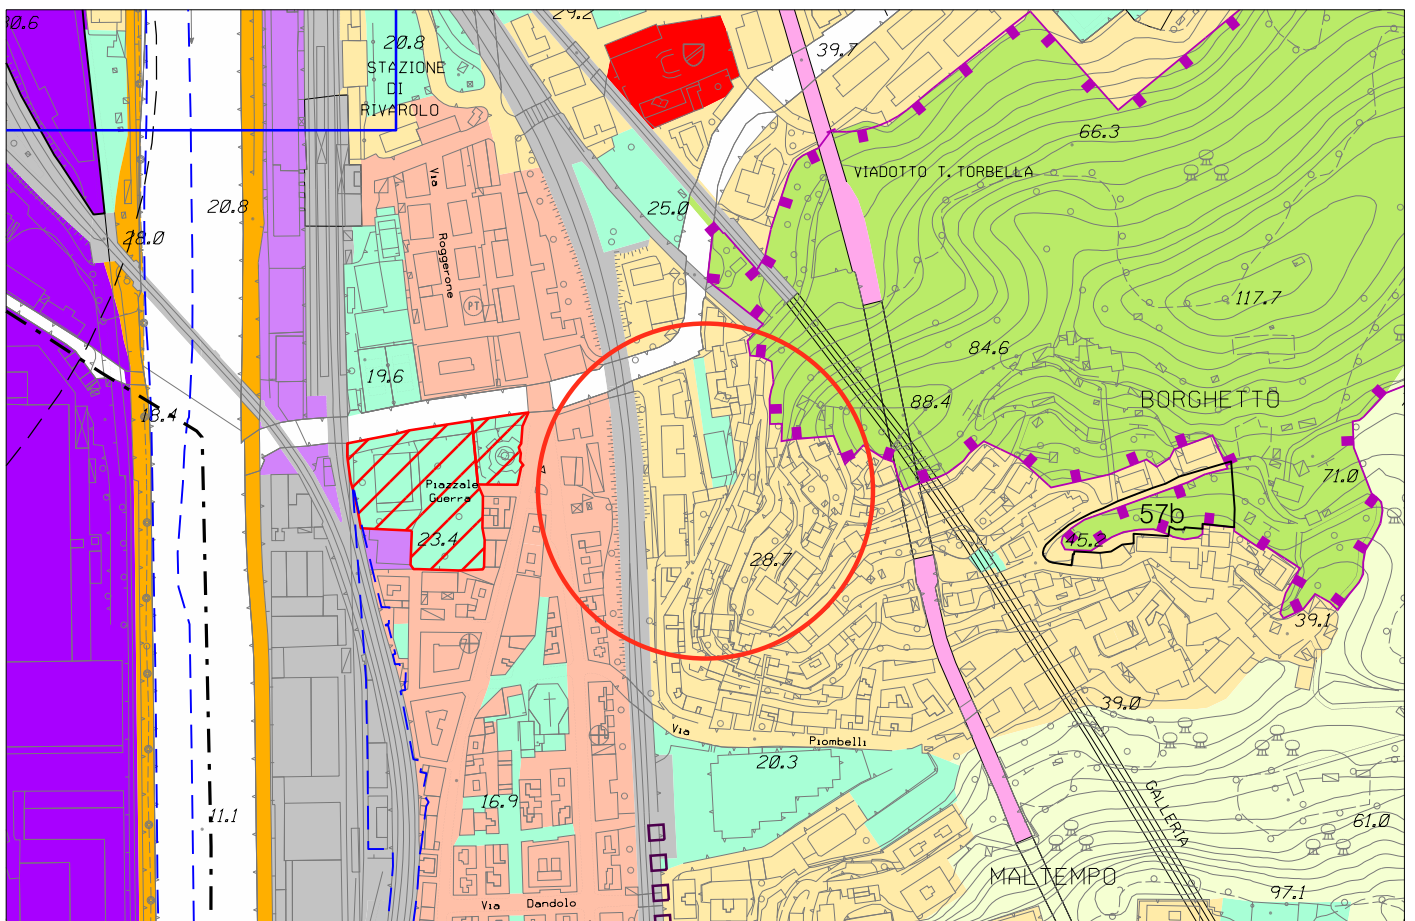 30.6
29.2
20.8
STAZIONE
DI
RIVAROLO
39.7
66.3
VIADOTTO T. TORBELLA
Via
Roggerone
20.8
25.0
28.0
117.7
PT
84.6
19.6
88.4
BORGHETTO
18.4
71.0
Piazzale
Guerra
57b
23.4
45.2
28.7
39.1
39.0
Via
Piombelli
20.3
GALLERIA
16.9
11.1
61.0
MALTEMPO
97.1
Via Dandolo